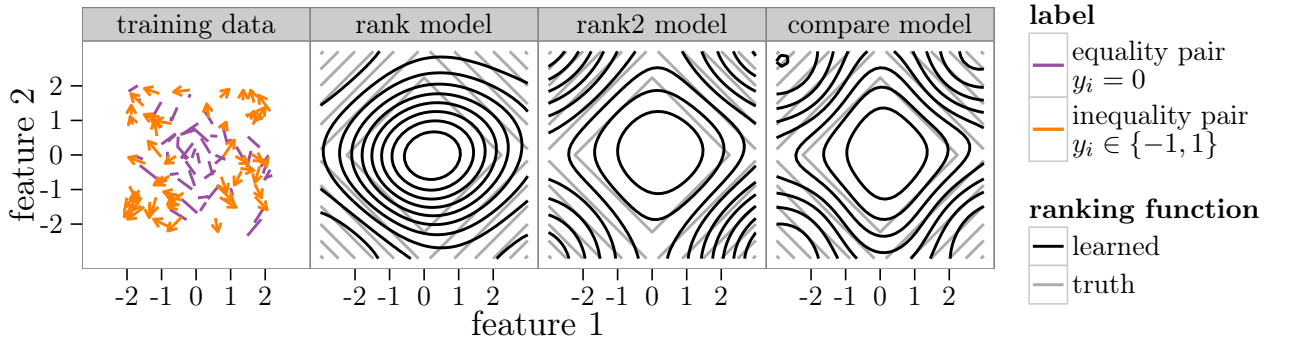 training data
rank model
rank2 model
compare model
feature 2
2
1
0
-1
-2
-2 -1 0 1 2
-2 -1 0 1 2
-2 -1 0 1 2
-2 -1 0 1 2
feature 1
label
equality pair
y_i = 0
inequality pair
y_i ∈ {−1, 1}
ranking function
learned
truth